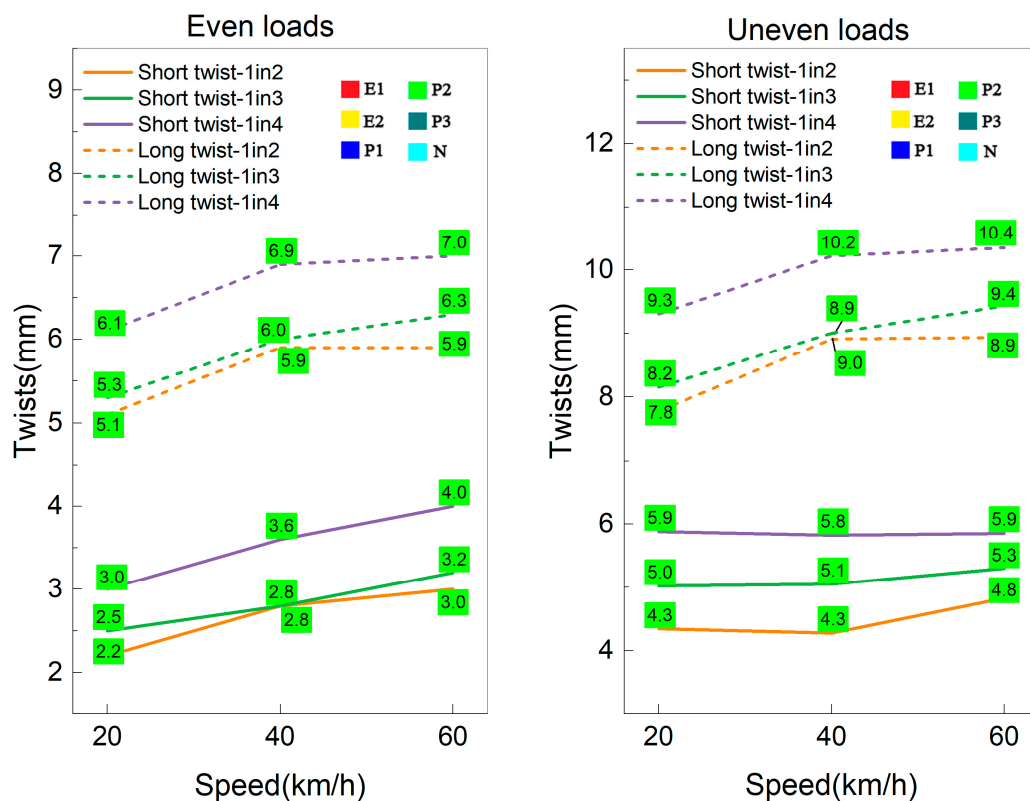 Even loads
Short twist-1in2
Short twist-1in3
Short twist-1in4
Long twist-1in2
Long twist-1in3
Long twist-1in4
E1 P2
E2 P3
P1 N
9
8
7
6
5
4
3
2
Twists(mm)
6.1 6.9 7.0
5.3 6.0 6.3
5.1 5.9 5.9
3.0 3.6 4.0
2.5 2.8 3.2
2.2 2.8 3.0
20 40 60
Speed(km/h)
Uneven loads
Short twist-1in2
Short twist-1in3
Short twist-1in4
Long twist-1in2
Long twist-1in3
Long twist-1in4
E1 P2
E2 P3
P1 N
12
10
8
6
4
Twists(mm)
9.3 10.2 10.4
8.2 8.9 9.4
7.8 9.0 8.9
5.9 5.8 5.9
5.0 5.1 5.3
4.3 4.3 4.8
20 40 60
Speed(km/h)